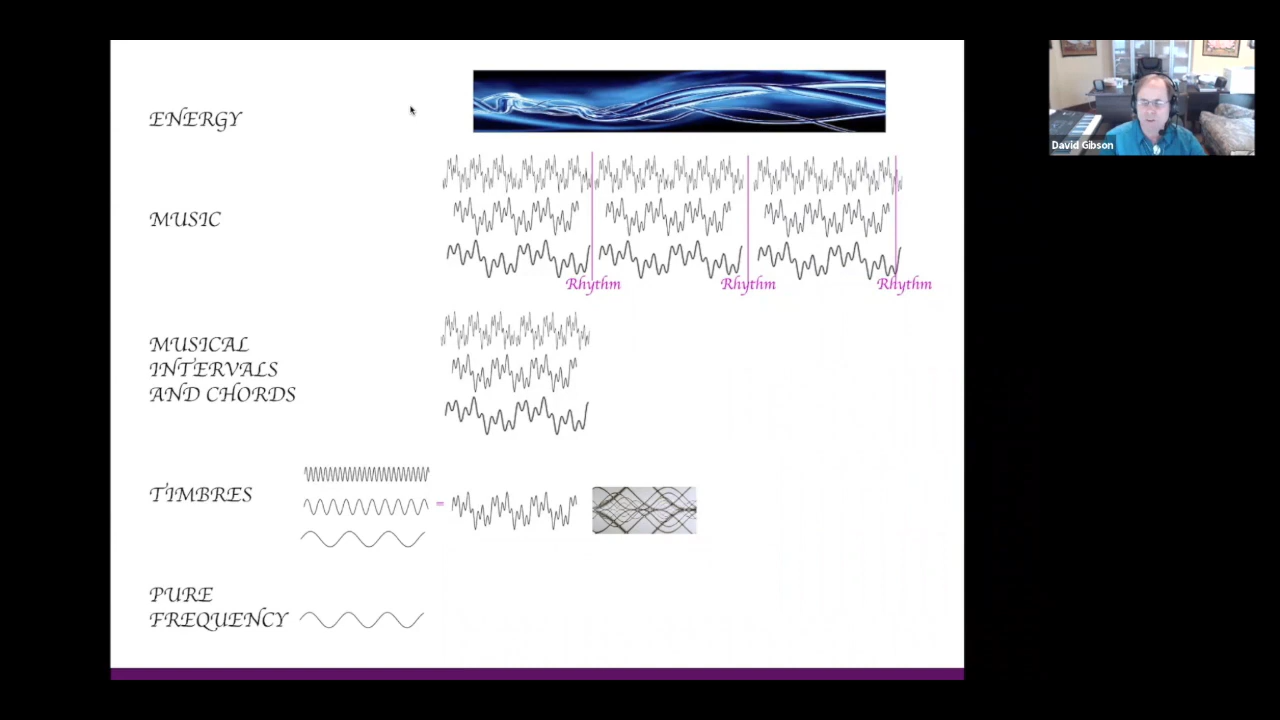 ENERGY
David Gibson
MUSIC
Rhythm Rhythm Rhythm
MUSICAL
INTERVALS
AND CHORDS
TIMBRES
=
PURE
FREQUENCY